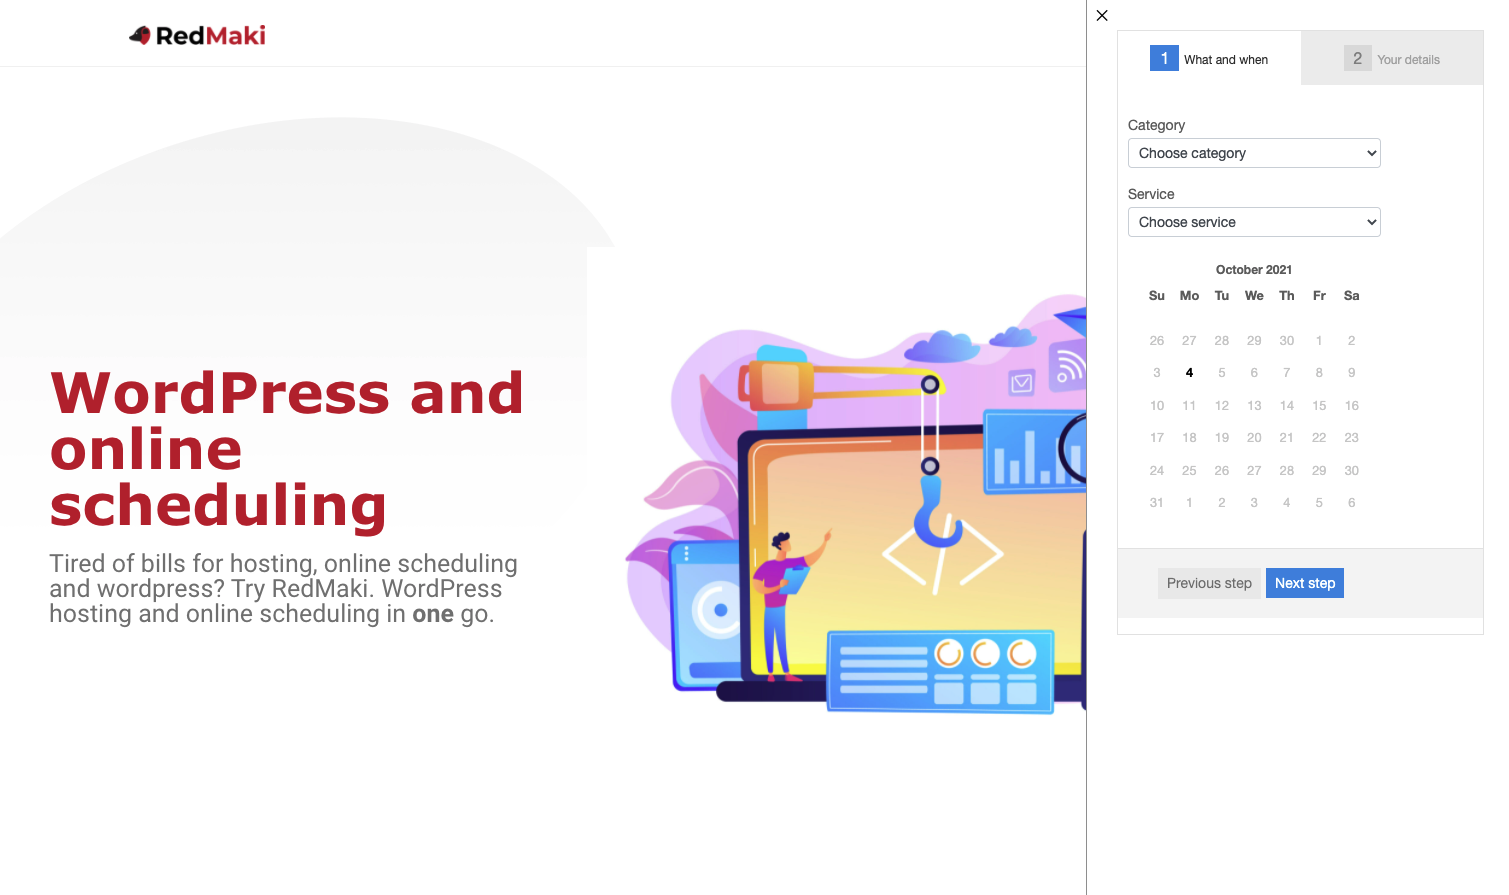 RedMaki
WordPress and
online
scheduling
Tired of bills for hosting, online scheduling
and wordpress? Try RedMaki. WordPress
hosting and online scheduling in one go.
1 What and when
2 Your details
Category
Choose category
Service
Choose service
October 2021
Su Mo Tu We Th Fr Sa
26 27 28 29 30 1 2
3 4 5 6 7 8 9
10 11 12 13 14 15 16
17 18 19 20 21 22 23
24 25 26 27 28 29 30
31 1 2 3 4 5 6
Previous step Next step